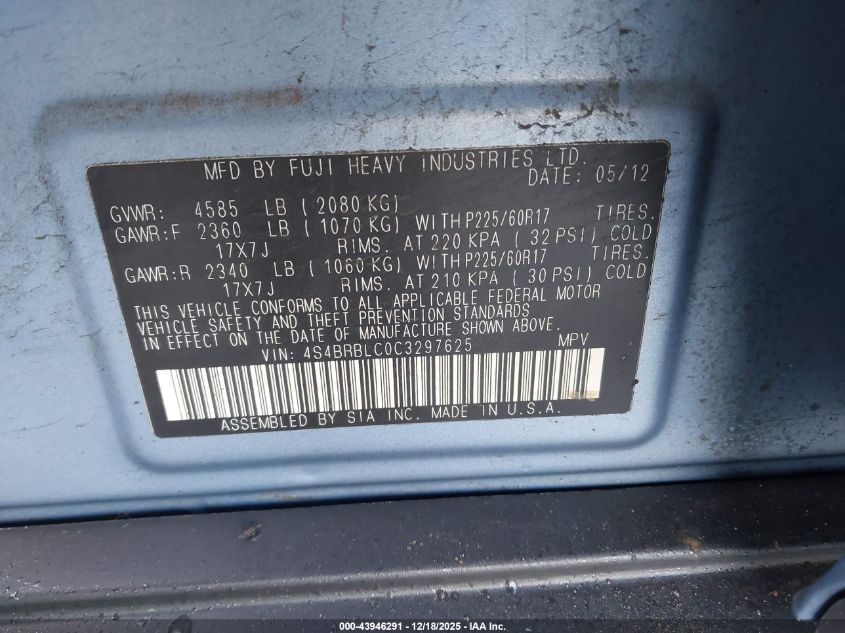 MFD BY FUJI HEAVY INDUSTRIES LTD.
DATE: 05/12
GVWR: 4585 LB ( 2080 KG)
GAWR:F 2360 LB ( 1070 KG) WITH P225/60R17 TIRES.
17X7J RIMS. AT 220 KPA ( 32 PSI) COLD
GAWR:R 2340 LB ( 1060 KG) WITH P225/60R17 TIRES.
17X7J RIMS. AT 210 KPA ( 30 PSI) COLD
THIS VEHICLE CONFORMS TO ALL APPLICABLE FEDERAL MOTOR
VEHICLE SAFETY AND THEFT PREVENTION STANDARDS
IN EFFECT ON THE DATE OF MANUFACTURE SHOWN ABOVE.
VIN: 4S4BRBLC0C3297625 MPV
ASSEMBLED BY SIA INC. MADE IN U.S.A.
000-43946291 - 12/18/2025 - IAA Inc.